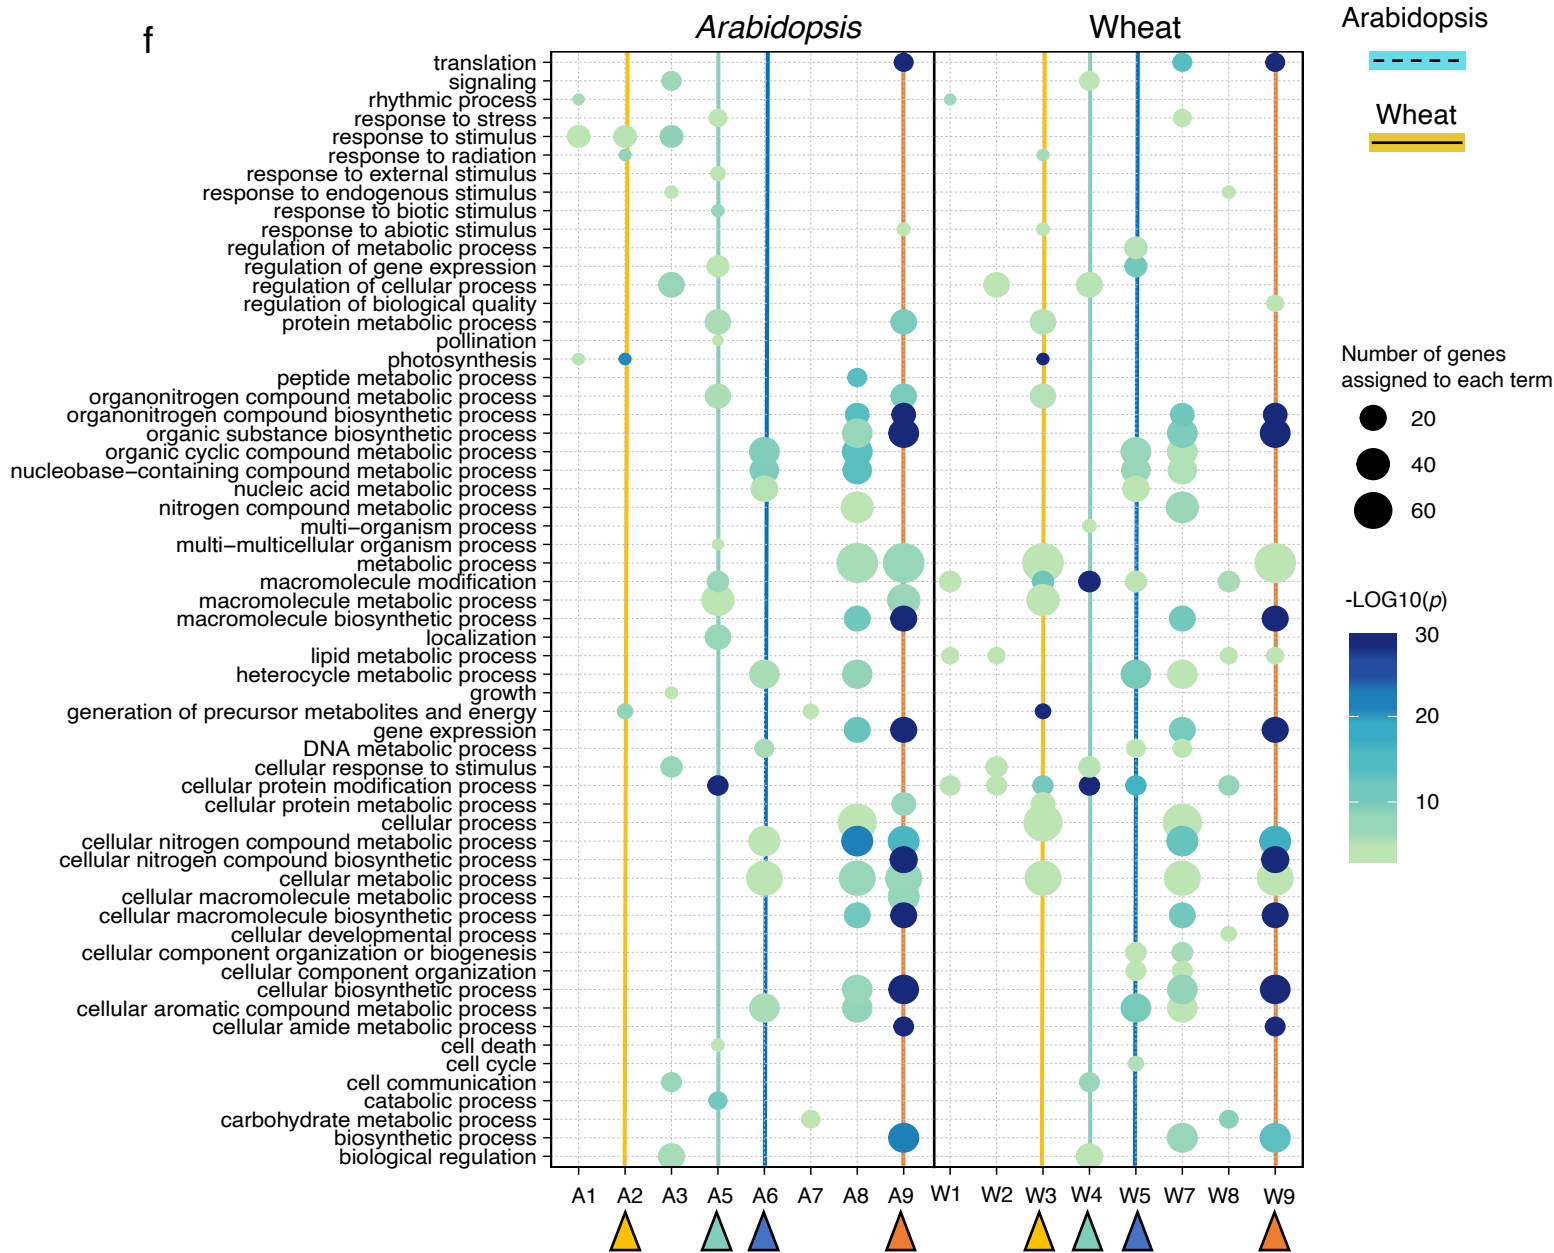 f
Arabidopsis
Wheat
translation
signaling
rhythmic process
response to stress
response to stimulus
response to radiation
response to external stimulus
response to endogenous stimulus
response to biotic stimulus
response to abiotic stimulus
regulation of metabolic process
regulation of gene expression
regulation of cellular process
regulation of biological quality
protein metabolic process
pollination
photosynthesis
peptide metabolic process
organonitrogen compound metabolic process
organonitrogen compound biosynthetic process
organic substance biosynthetic process
organic cyclic compound metabolic process
nucleobase−containing compound metabolic process
nucleic acid metabolic process
nitrogen compound metabolic process
multi−organism process
multi−multicellular organism process
metabolic process
macromolecule modification
macromolecule metabolic process
macromolecule biosynthetic process
localization
lipid metabolic process
heterocycle metabolic process
growth
generation of precursor metabolites and energy
gene expression
DNA metabolic process
cellular response to stimulus
cellular protein modification process
cellular protein metabolic process
cellular process
cellular nitrogen compound metabolic process
cellular nitrogen compound biosynthetic process
cellular metabolic process
cellular macromolecule metabolic process
cellular macromolecule biosynthetic process
cellular developmental process
cellular component organization or biogenesis
cellular component organization
cellular biosynthetic process
cellular aromatic compound metabolic process
cellular amide metabolic process
cell death
cell cycle
cell communication
catabolic process
carbohydrate metabolic process
biosynthetic process
biological regulation
A1 A2 A3 A5 A6 A7 A8 A9 W1 W2 W3 W4 W5 W7 W8 W9
Arabidopsis
Wheat
Number of genes
assigned to each term
20
40
60
-LOG10(p)
30
20
10